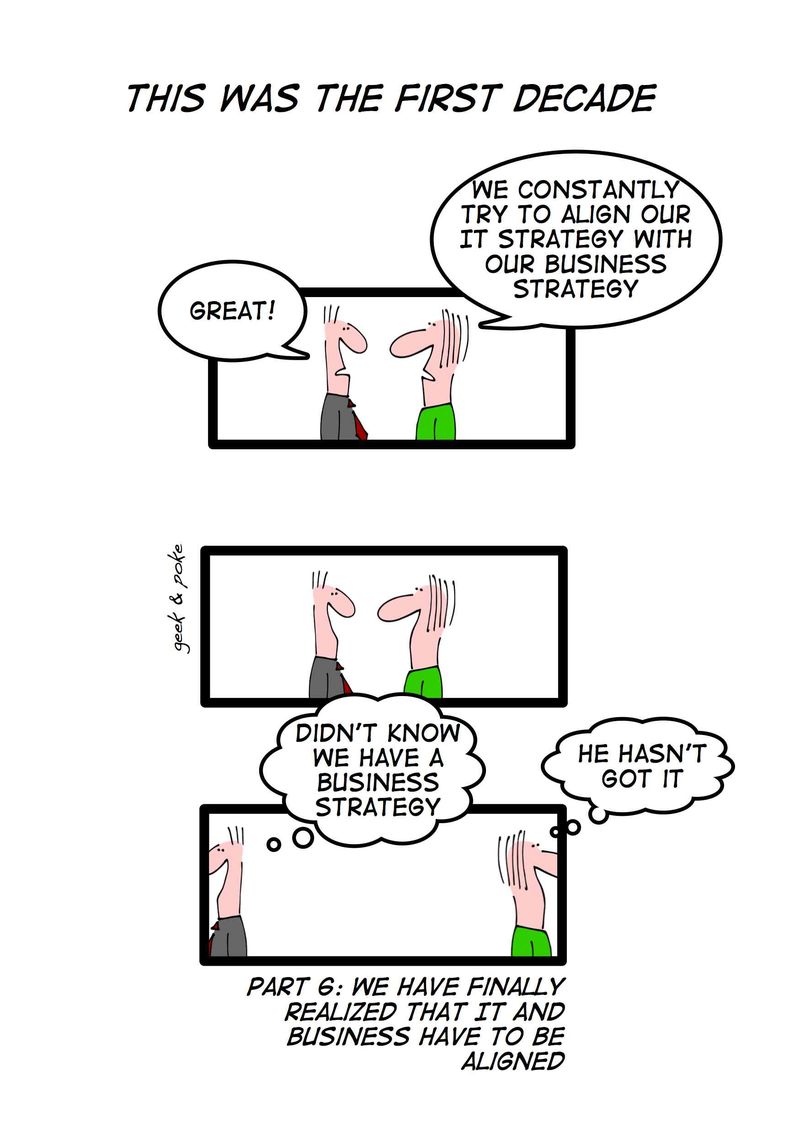 THIS WAS THE FIRST DECADE
WE CONSTANTLY
TRY TO ALIGN OUR
IT STRATEGY WITH
OUR BUSINESS
STRATEGY
GREAT!
geek & poke
DIDN'T KNOW
WE HAVE A
BUSINESS
STRATEGY
HE HASN'T
GOT IT
PART 6: WE HAVE FINALLY
REALIZED THAT IT AND
BUSINESS HAVE TO BE
ALIGNED